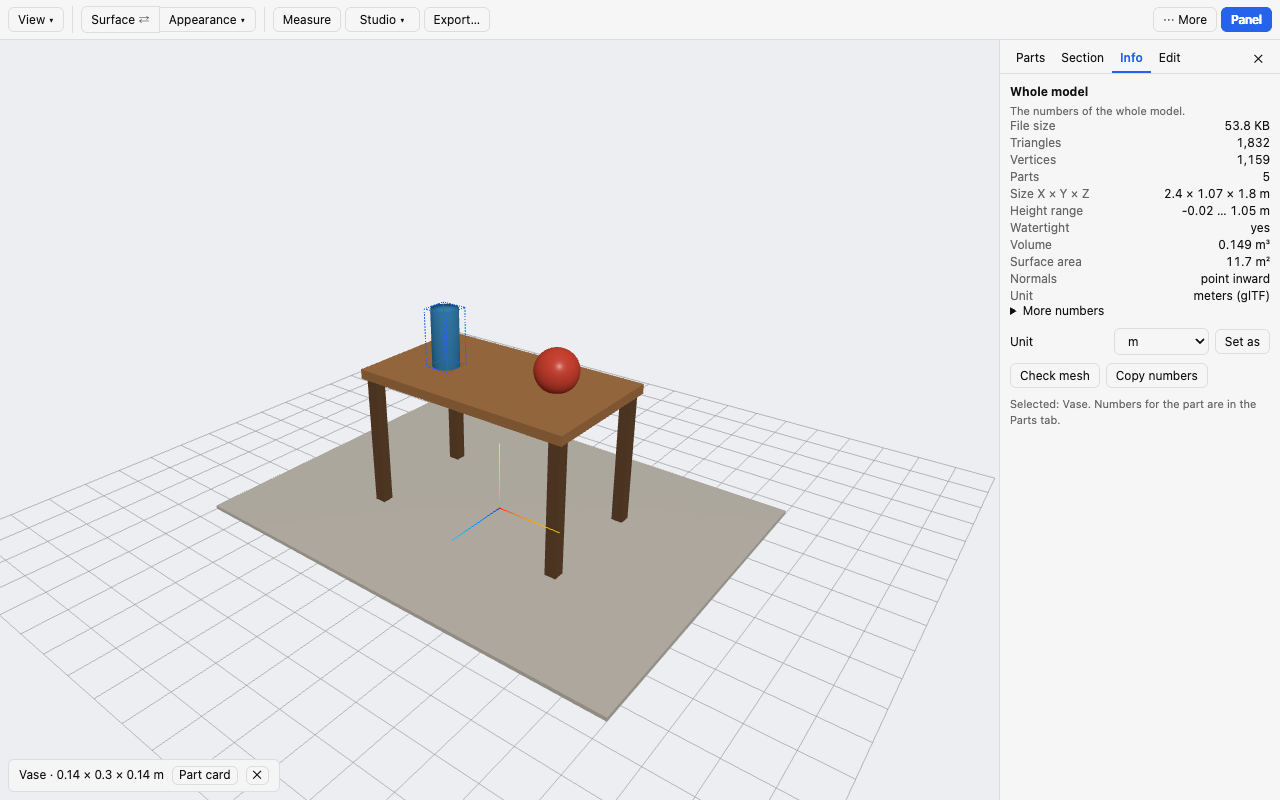 View ▾ Surface ⇄ Appearance ▾ Measure Studio ▾ Export... ··· More Panel
Parts Section Info Edit ×
Whole model
The numbers of the whole model.
File size 53.8 KB
Triangles 1,832
Vertices 1,159
Parts 5
Size X × Y × Z 2.4 × 1.07 × 1.8 m
Height range -0.02 ... 1.05 m
Watertight yes
Volume 0.149 m³
Surface area 11.7 m²
Normals point inward
Unit meters (glTF)
▶ More numbers
Unit m Set as
Check mesh Copy numbers
Selected: Vase. Numbers for the part are in the
Parts tab.
Vase · 0.14 × 0.3 × 0.14 m Part card ×